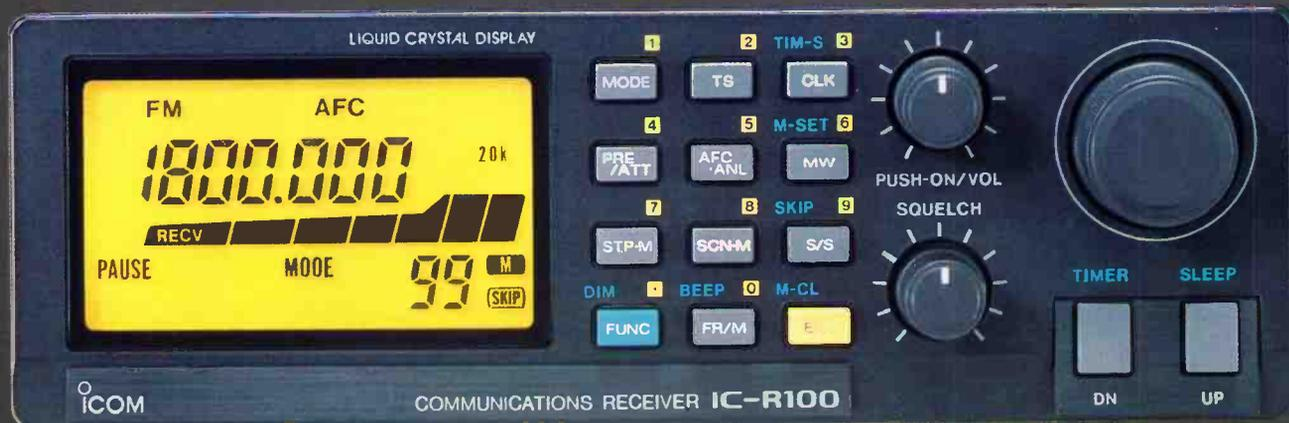 LIQUID CRYSTAL DISPLAY
FM AFC
1800.000 20k
RECV
PAUSE MODE 99 M
SKIP
1 2 TIM-S 3
MODE TS CLK
4 5 M-SET 6
PRE/ATT AFC·ANL MW
7 8 SKIP 9
ST.P-M SCN-M S/S
DIM · BEEP 0 M-CL
FUNC FR/M E
PUSH-ON/VOL
SQUELCH
TIMER SLEEP
DN UP
ICOM COMMUNICATIONS RECEIVER IC-R100